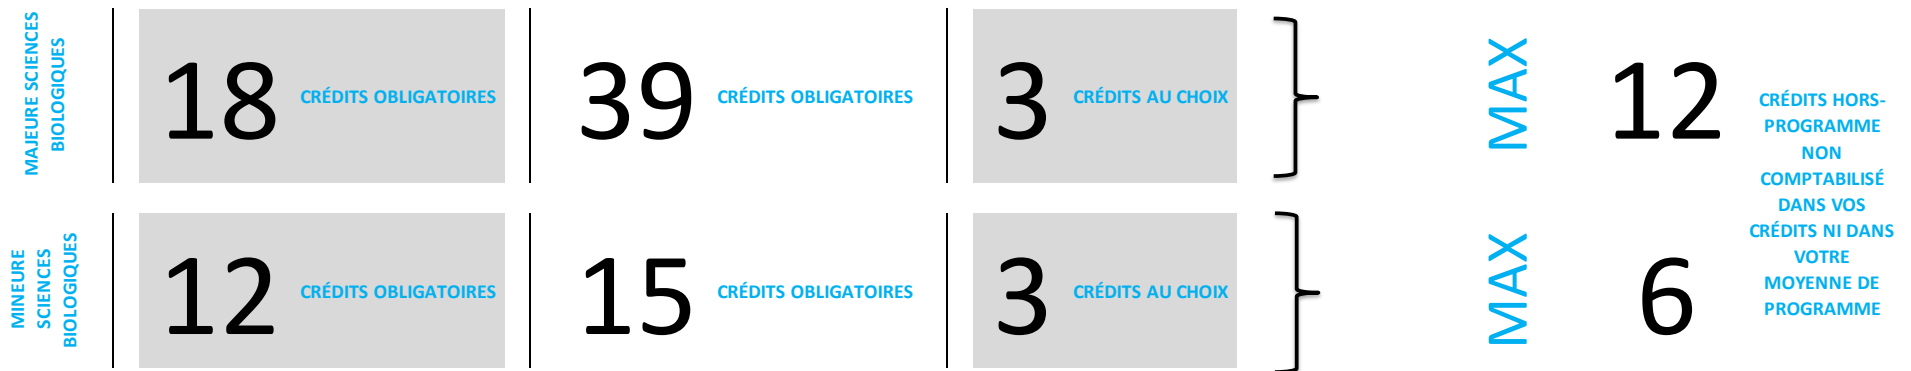 MAJEURE SCIENCES
BIOLOGIQUES
18 CRÉDITS OBLIGATOIRES
39 CRÉDITS OBLIGATOIRES
3 CRÉDITS AU CHOIX
MAX
12
MINEURE
SCIENCES
BIOLOGIQUES
12 CRÉDITS OBLIGATOIRES
15 CRÉDITS OBLIGATOIRES
3 CRÉDITS AU CHOIX
MAX
6
CRÉDITS HORS-
PROGRAMME
NON
COMPTABILISÉ
DANS VOS
CRÉDITS NI DANS
VOTRE
MOYENNE DE
PROGRAMME